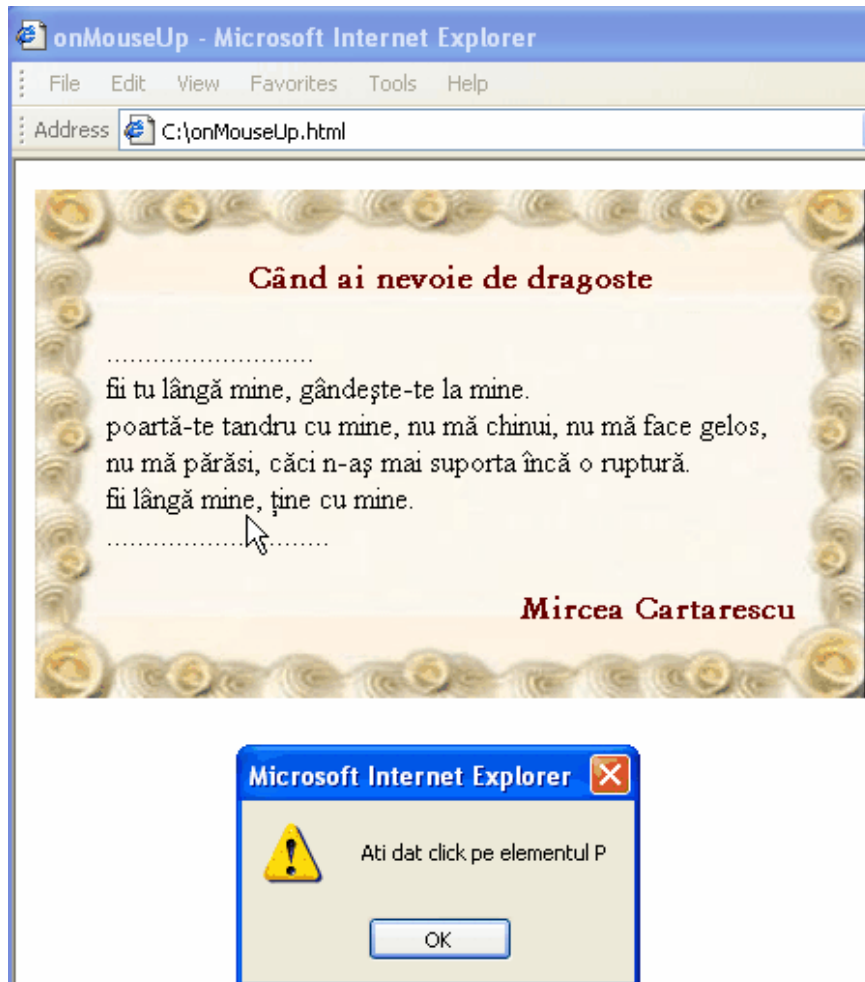 onMouseUp - Microsoft Internet Explorer
File Edit View Favorites Tools Help
Address C:\onMouseUp.html
Când ai nevoie de dragoste
...........................
fii tu lângă mine, gândeşte-te la mine.
poartă-te tandru cu mine, nu mă chinui, nu mă face gelos,
nu mă părăsi, căci n-aş mai suporta încă o ruptură.
fii lângă mine, ţine cu mine.
.............................
Mircea Cartarescu
Microsoft Internet Explorer
Ati dat click pe elementul P
OK